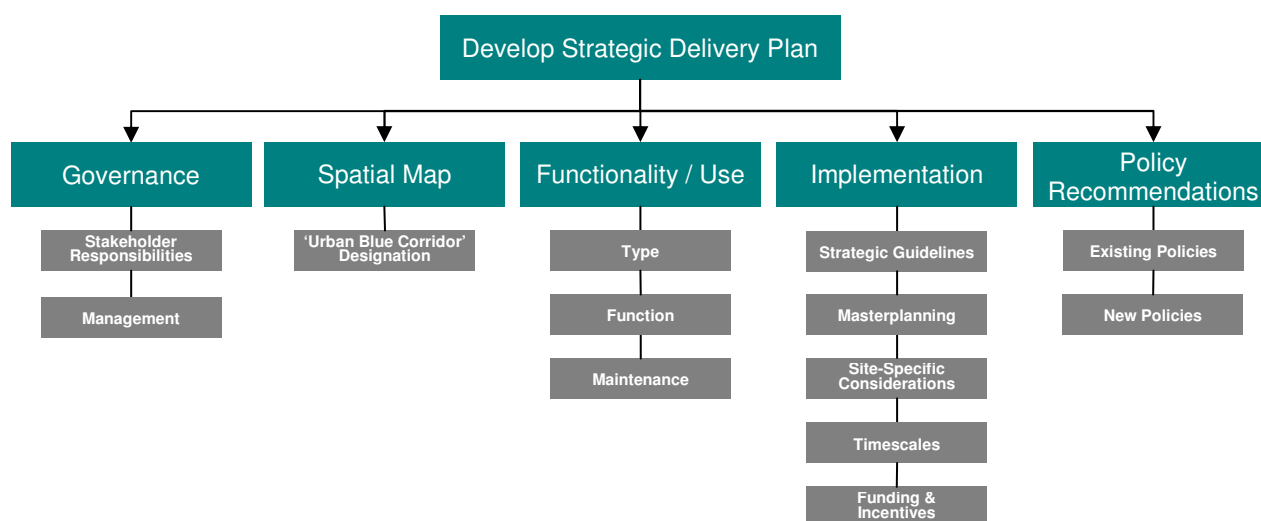 Develop Strategic Delivery Plan
Governance
Spatial Map
Functionality / Use
Implementation
Policy
Recommendations
Stakeholder
Responsibilities
Management
‘Urban Blue Corridor’
Designation
Type
Function
Maintenance
Strategic Guidelines
Masterplanning
Site-Specific
Considerations
Timescales
Funding &
Incentives
Existing Policies
New Policies